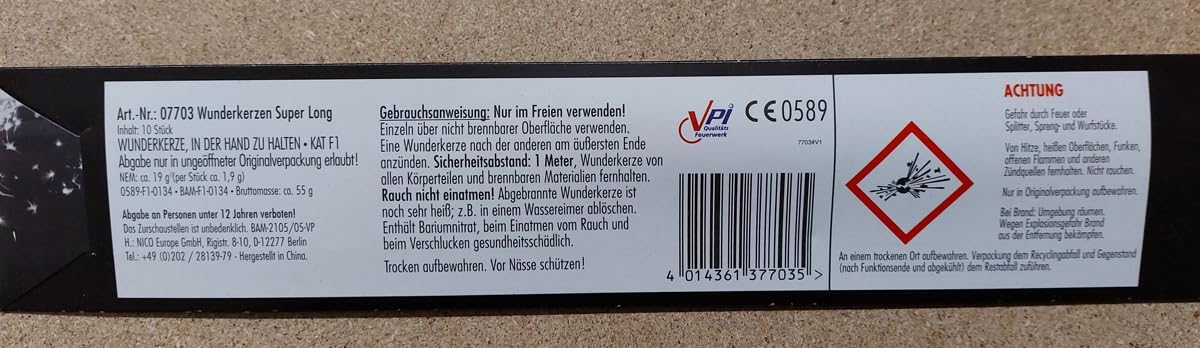 Art.-Nr: 07703 Wunderkerzen Super Long
Inhalt: 10 Stück
WUNDERKERZE, IN DER HAND ZU HALTEN • KAT F1
Abgabe nur in ungeöffneter Originalverpackung erlaubt!
NEM: ca. 19 g (per Stück ca. 1,9 g)
0589-F1-0134 • BAM-F1-0134 • Bruttomasse: ca. 55 g
Abgabe an Personen unter 12 Jahren verboten!
Das Zurschaustellen ist unbedenklich. BAM-2105/05-VP
H.: NICO Europe GmbH, Rigistr. 8-10, D-12277 Berlin
Tel.: +49 (0)202 / 28139-79 • Hergestellt in China.
Gebrauchsanweisung: Nur im Freien verwenden!
Einzeln über nicht brennbarer Oberfläche verwenden.
Eine Wunderkerze nach der anderen am äußersten Ende
anzünden. Sicherheitsabstand: 1 Meter, Wunderkerze von
allen Körperteilen und brennbaren Materialien fernhalten.
Rauch nicht einatmen! Abgebrannte Wunderkerze ist
noch sehr heiß; z.B. in einem Wassereimer ablöschen.
Enthält Bariumnitrat, beim Einatmen vom Rauch und
beim Verschlucken gesundheitsschädlich.
Trocken aufbewahren. Vor Nässe schützen!
VPi
Qualitäts
Feuerwerk
CE 0589
7703#V1
4 014361 377035 >
ACHTUNG
Gefahr durch Feuer oder
Splitter, Spreng- und Wurfstücke.
Von Hitze, heißen Oberflächen, Funken,
offenen Flammen und anderen
Zündquellen fernhalten. Nicht rauchen.
Nur in Originalverpackung aufbewahren.
Bei Brand: Umgebung räumen.
Wegen Explosionsgefahr Brand
aus der Entfernung bekämpfen.
An einem trockenen Ort aufbewahren. Verpackung dem Recyclingabfall und Gegenstand
(nach Funktionsende und abgekühlt) dem Restabfall zuführen.